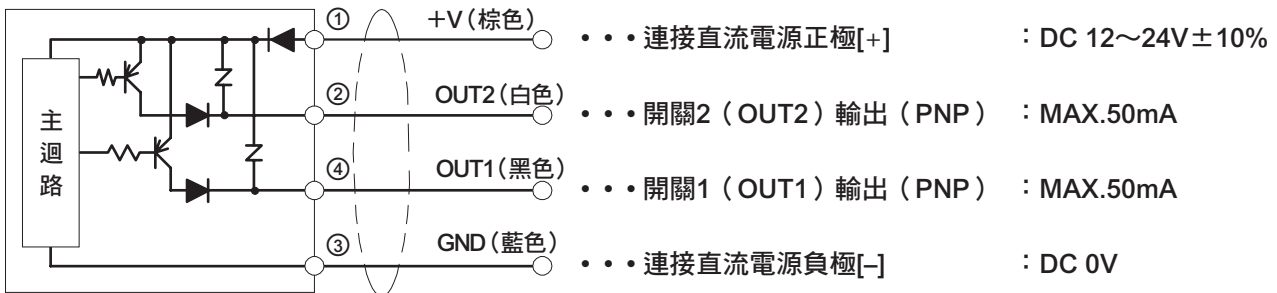 ① +V(棕色) ・・・連接直流電源正極[+] :DC 12～24V±10%
② OUT2(白色) ・・・開關2(OUT2)輸出(PNP) :MAX.50mA
主迴路
④ OUT1(黑色) ・・・開關1(OUT1)輸出(PNP) :MAX.50mA
③ GND(藍色) ・・・連接直流電源負極[–] :DC 0V